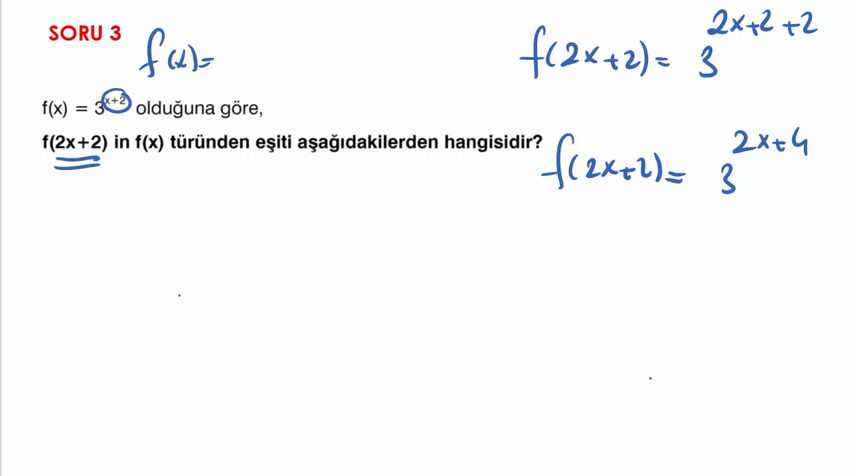 SORU 3
f(x)=
f(2x+2) = 3^{2x+2+2}
f(x) = 3^{x+2} olduğuna göre,
f(2x+2) in f(x) türünden eşiti aşağıdakilerden hangisidir?
f(2x+2) = 3^{2x+4}